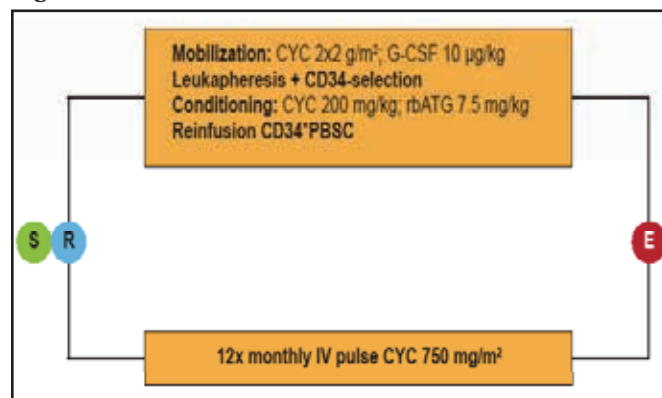 Mobilization: CYC 2x2 g/m²; G-CSF 10 µg/kg
Leukapheresis + CD34-selection
Conditioning: CYC 200 mg/kg; rbATG 7.5 mg/kg
Reinfusion CD34⁺PBSC
S R E
12x monthly IV pulse CYC 750 mg/m²